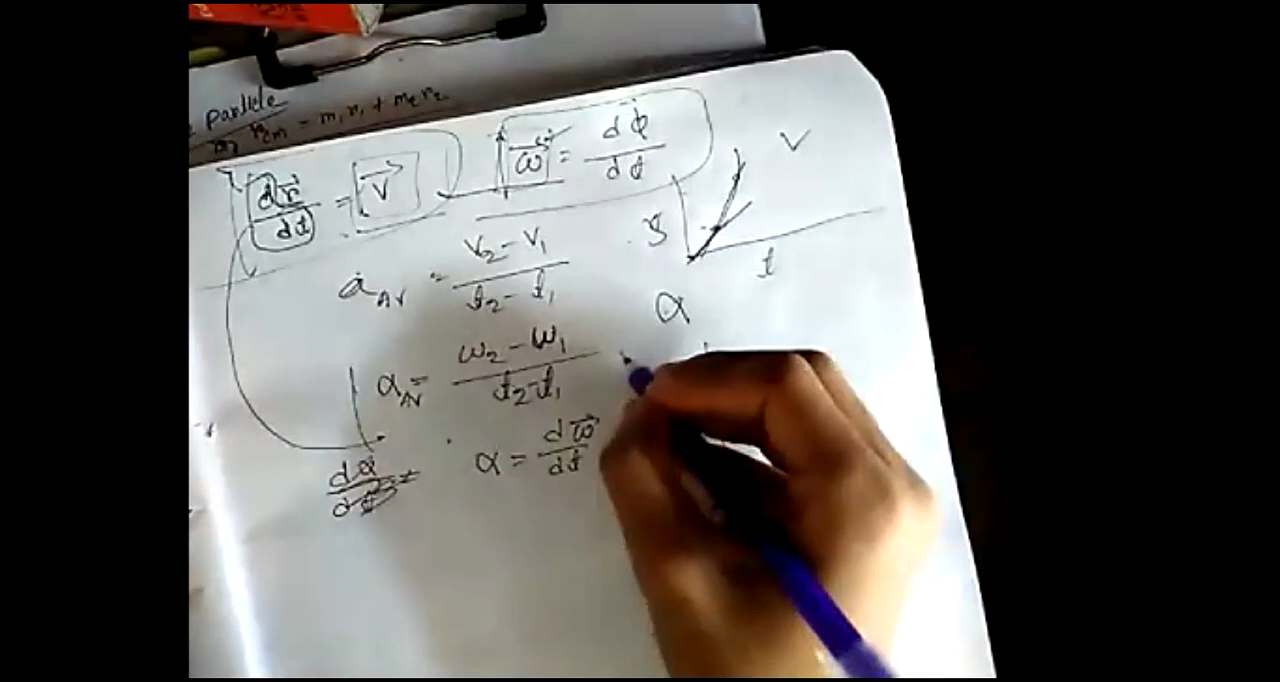 Particle
r⃗cm = m₁r₁ + m₂r₂
dr⃗/dt = v⃗
ω⃗ = dϕ⃗/dt
v
t
a_AV = (v₂ - v₁)/(t₂ - t₁)
α
α_AV = (ω₂ - ω₁)/(t₂ - t₁)
α = dω⃗/dt